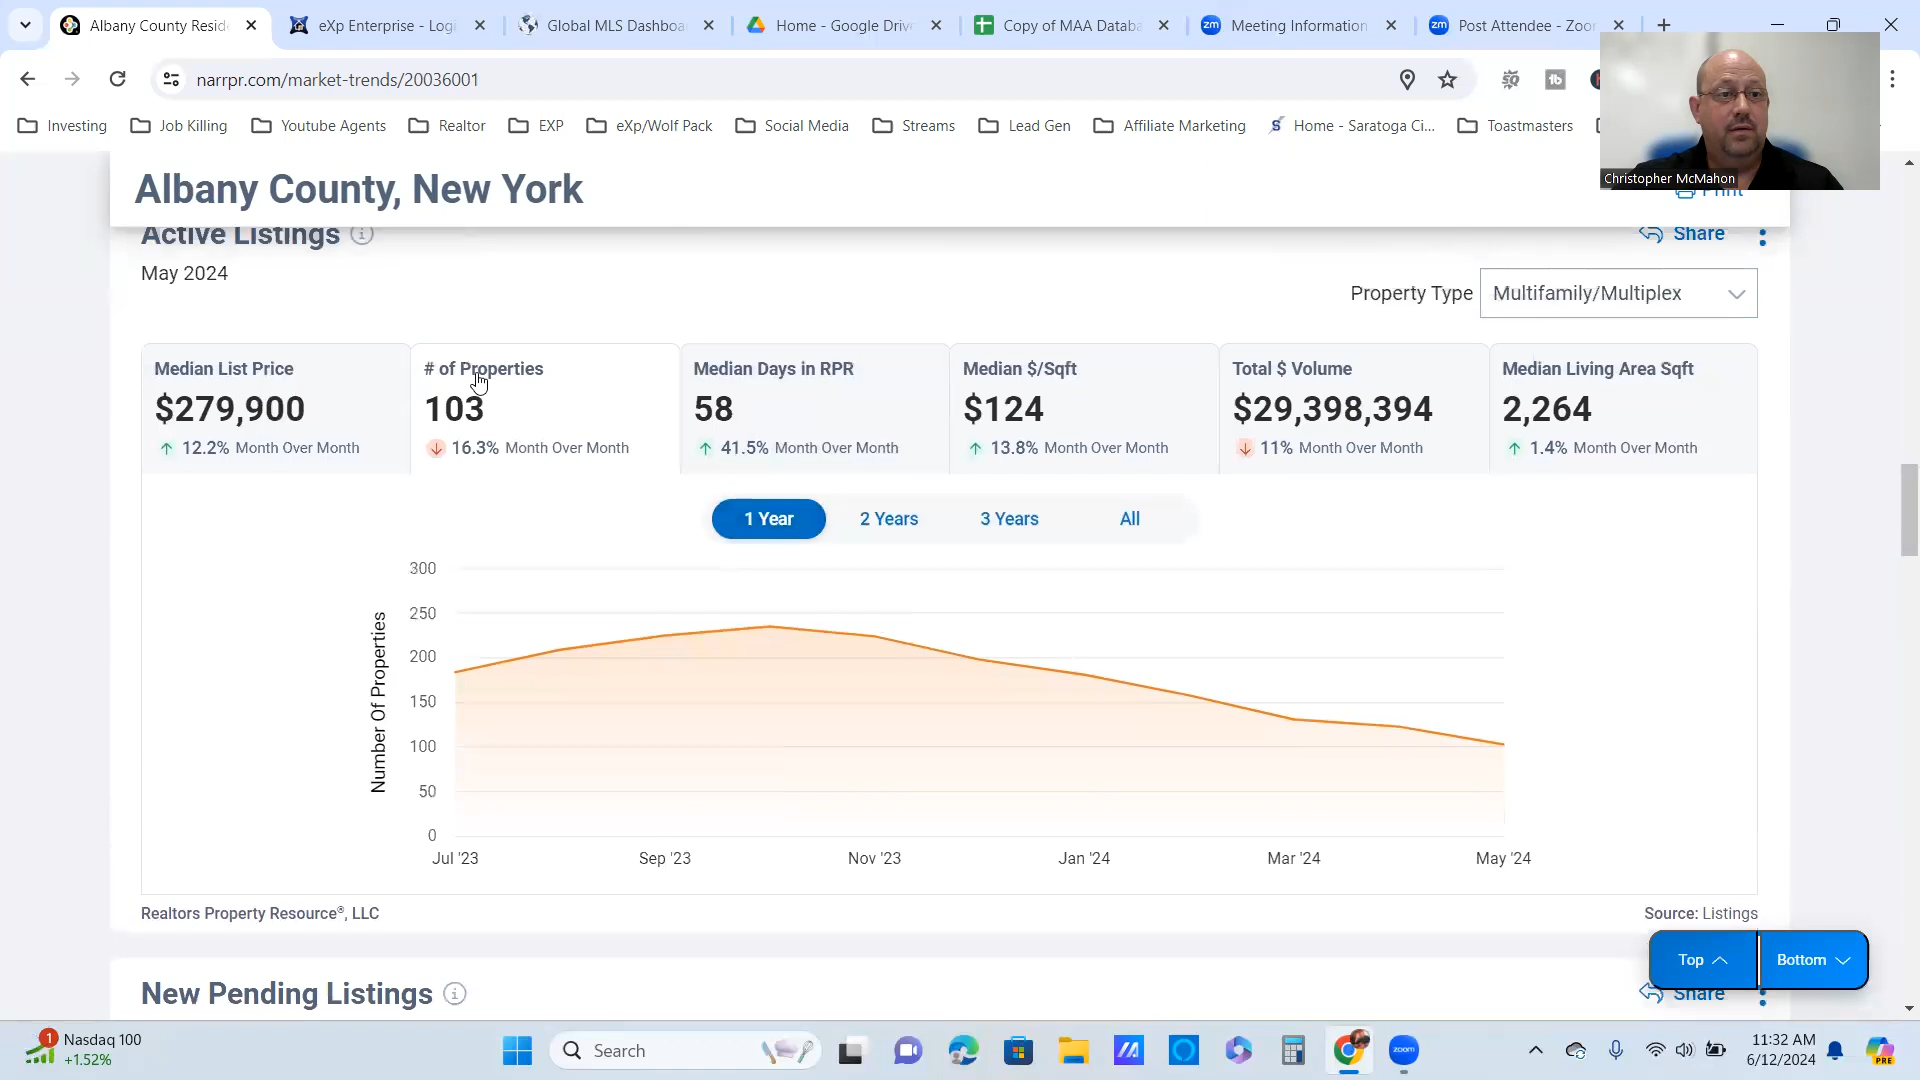 Albany County Resid
eXp Enterprise - Logi
Global MLS Dashboa
Home - Google Driv
Copy of MAA Databa
Meeting Information
Post Attendee - Zoo
narrpr.com/market-trends/20036001
Investing
Job Killing
Youtube Agents
Realtor
EXP
eXp/Wolf Pack
Social Media
Streams
Lead Gen
Affiliate Marketing
Home - Saratoga Ci...
Toastmasters
Christopher McMahon
Albany County, New York
Print
Active Listings
Share
May 2024
Property Type
Multifamily/Multiplex
Median List Price
$279,900
12.2% Month Over Month
# of Properties
103
16.3% Month Over Month
Median Days in RPR
58
41.5% Month Over Month
Median $/Sqft
$124
13.8% Month Over Month
Total $ Volume
$29,398,394
11% Month Over Month
Median Living Area Sqft
2,264
1.4% Month Over Month
1 Year
2 Years
3 Years
All
Number Of Properties
300
250
200
150
100
50
0
Jul '23
Sep '23
Nov '23
Jan '24
Mar '24
May '24
Realtors Property Resource®, LLC
Source: Listings
Top
Bottom
New Pending Listings
Share
1
Nasdaq 100
+1.52%
Search
zoom
11:32 AM
6/12/2024
PRE